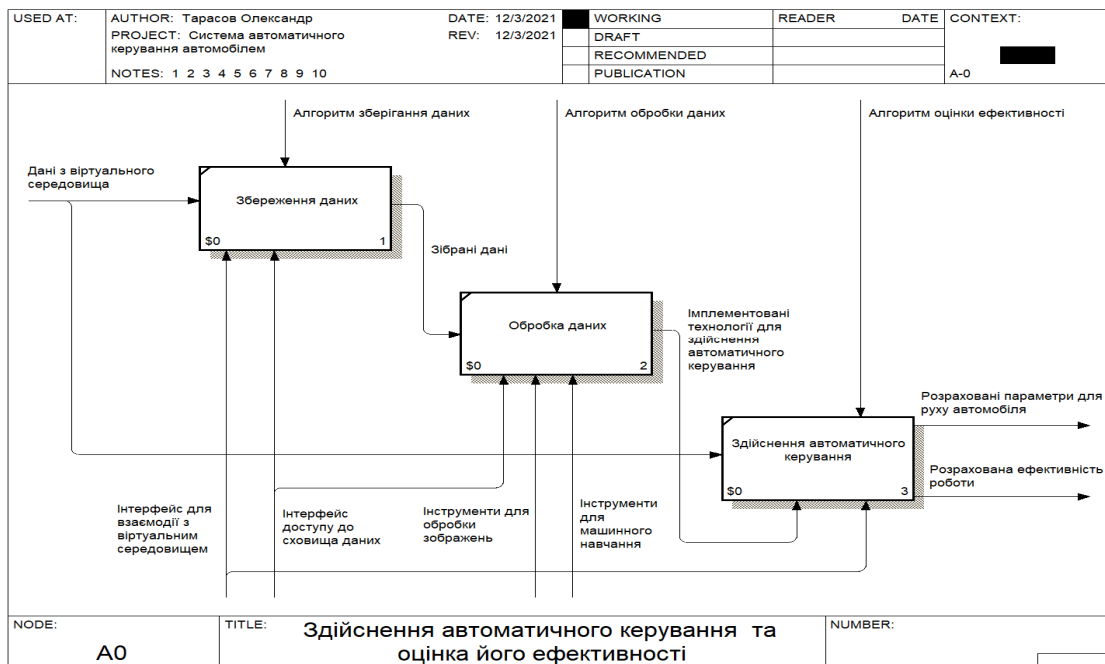 USED AT:
AUTHOR: Тарасов Олександр
DATE: 12/3/2021
PROJECT: Система автоматичного
керування автомобілем
REV: 12/3/2021
NOTES: 1 2 3 4 5 6 7 8 9 10
WORKING
DRAFT
RECOMMENDED
PUBLICATION
READER
DATE
CONTEXT:
A-0
Алгоритм зберігання даних
Алгоритм обробки даних
Алгоритм оцінки ефективності
Дані з віртуального
середовища
Збереження даних
$0
1
Зібрані дані
Обробка даних
$0
2
Імплементовані
технології для
здійснення
автоматичного
керування
Розраховані параметри для
руху автомобіля
Здійснення автоматичного
керування
$0
3
Розрахована ефективність
роботи
Інтерфейс для
взаємодії з
віртуальним
середовищем
Інтерфейс
доступу до
сховища даних
Інструменти для
обробки
зображень
Інструменти
для
машинного
навчання
NODE:
A0
TITLE:
Здійснення автоматичного керування та
оцінка його ефективності
NUMBER: